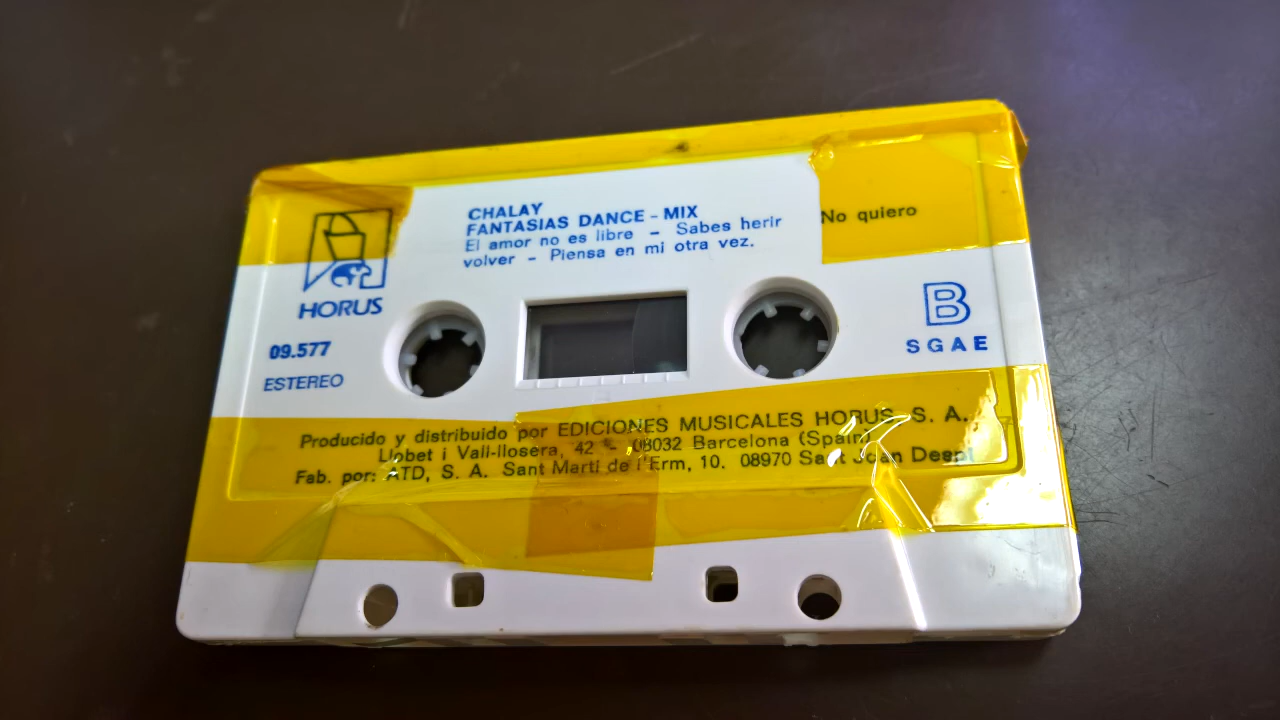 CHALAY
FANTASIAS DANCE - MIX
El amor no es libre - Sabes herir - No quiero
volver - Piensa en mi otra vez.
HORUS
09.577
ESTEREO
B
SGAE
Producido y distribuido por EDICIONES MUSICALES HORUS, S. A.
Llobet i Vall-llosera, 42 - 08032 Barcelona (Spain)
Fab. por: ATD, S. A. Sant Martí de l'Erm, 10. 08970 Sant Joan Despí